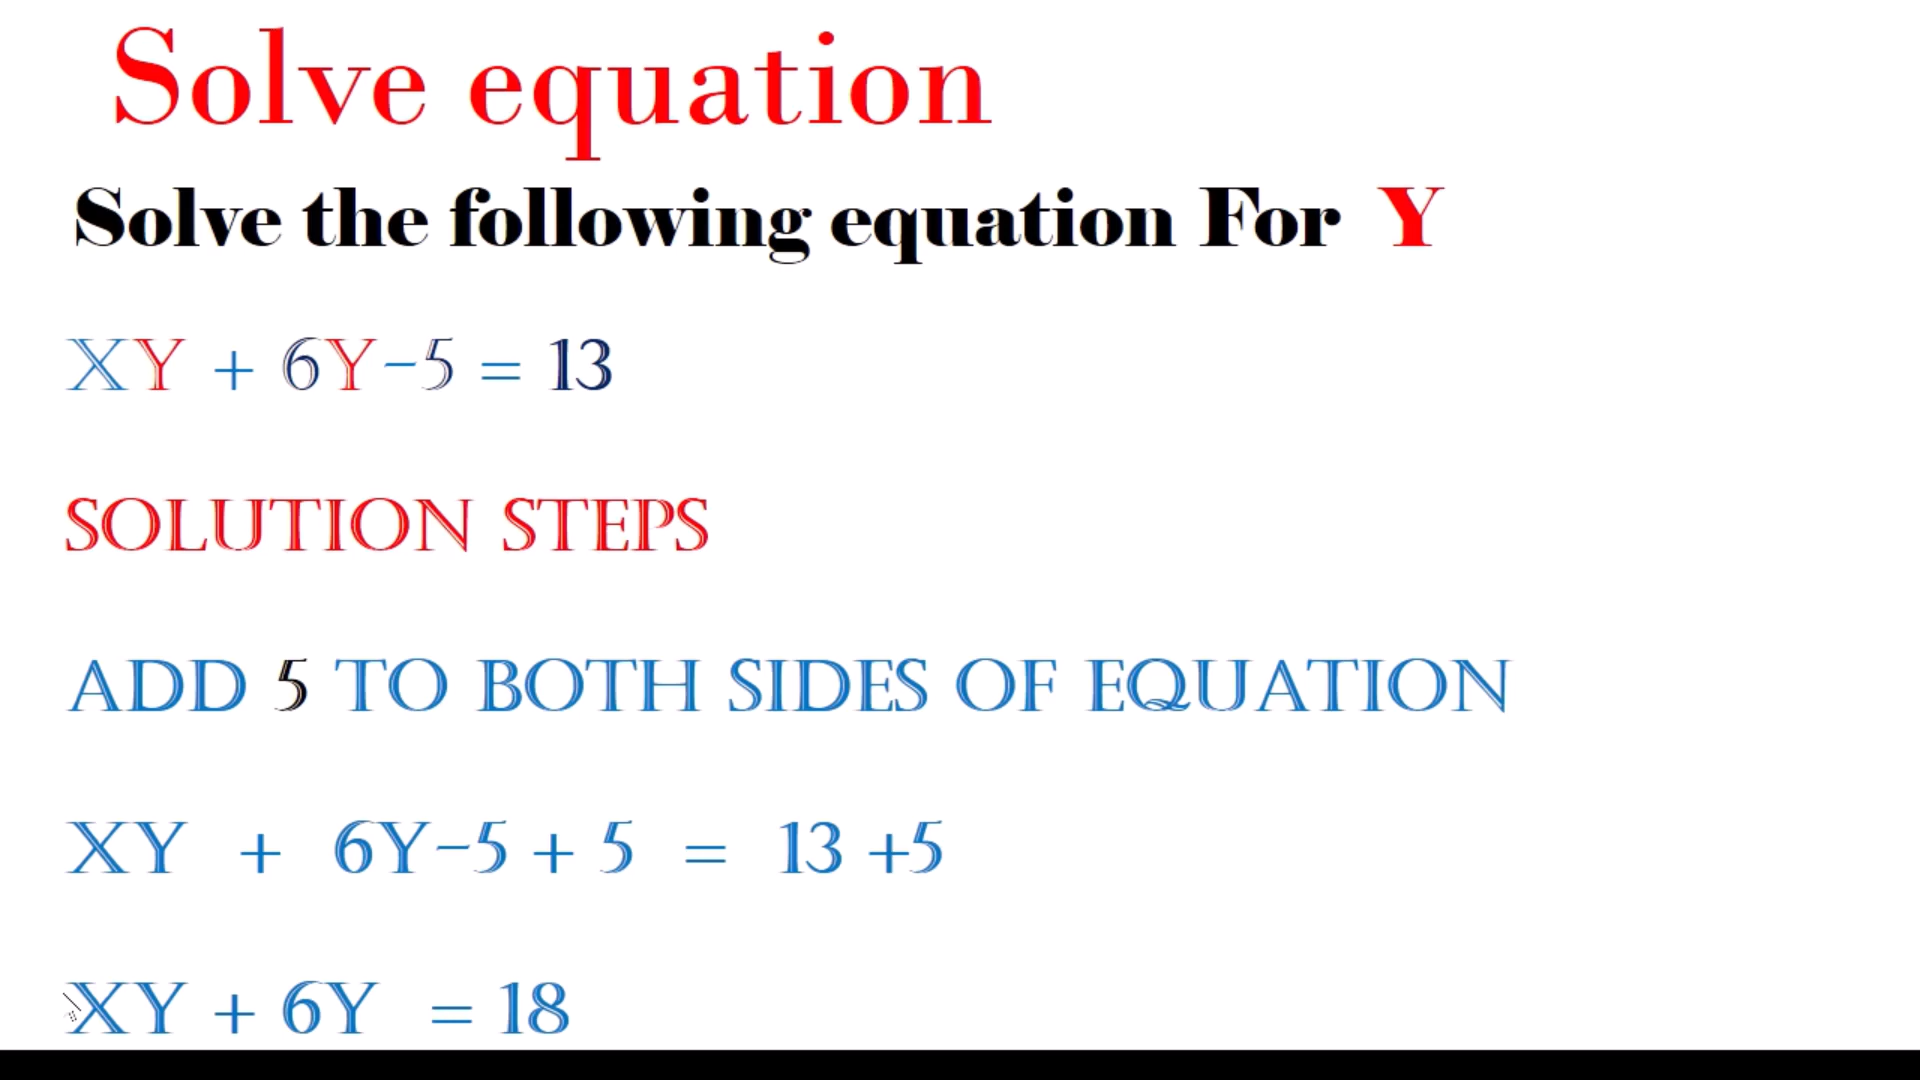 Solve equation
Solve the following equation For Y
XY + 6Y-5 = 13
SOLUTION STEPS
ADD 5 TO BOTH SIDES OF EQUATION
XY + 6Y-5 + 5 = 13 +5
XY + 6Y = 18